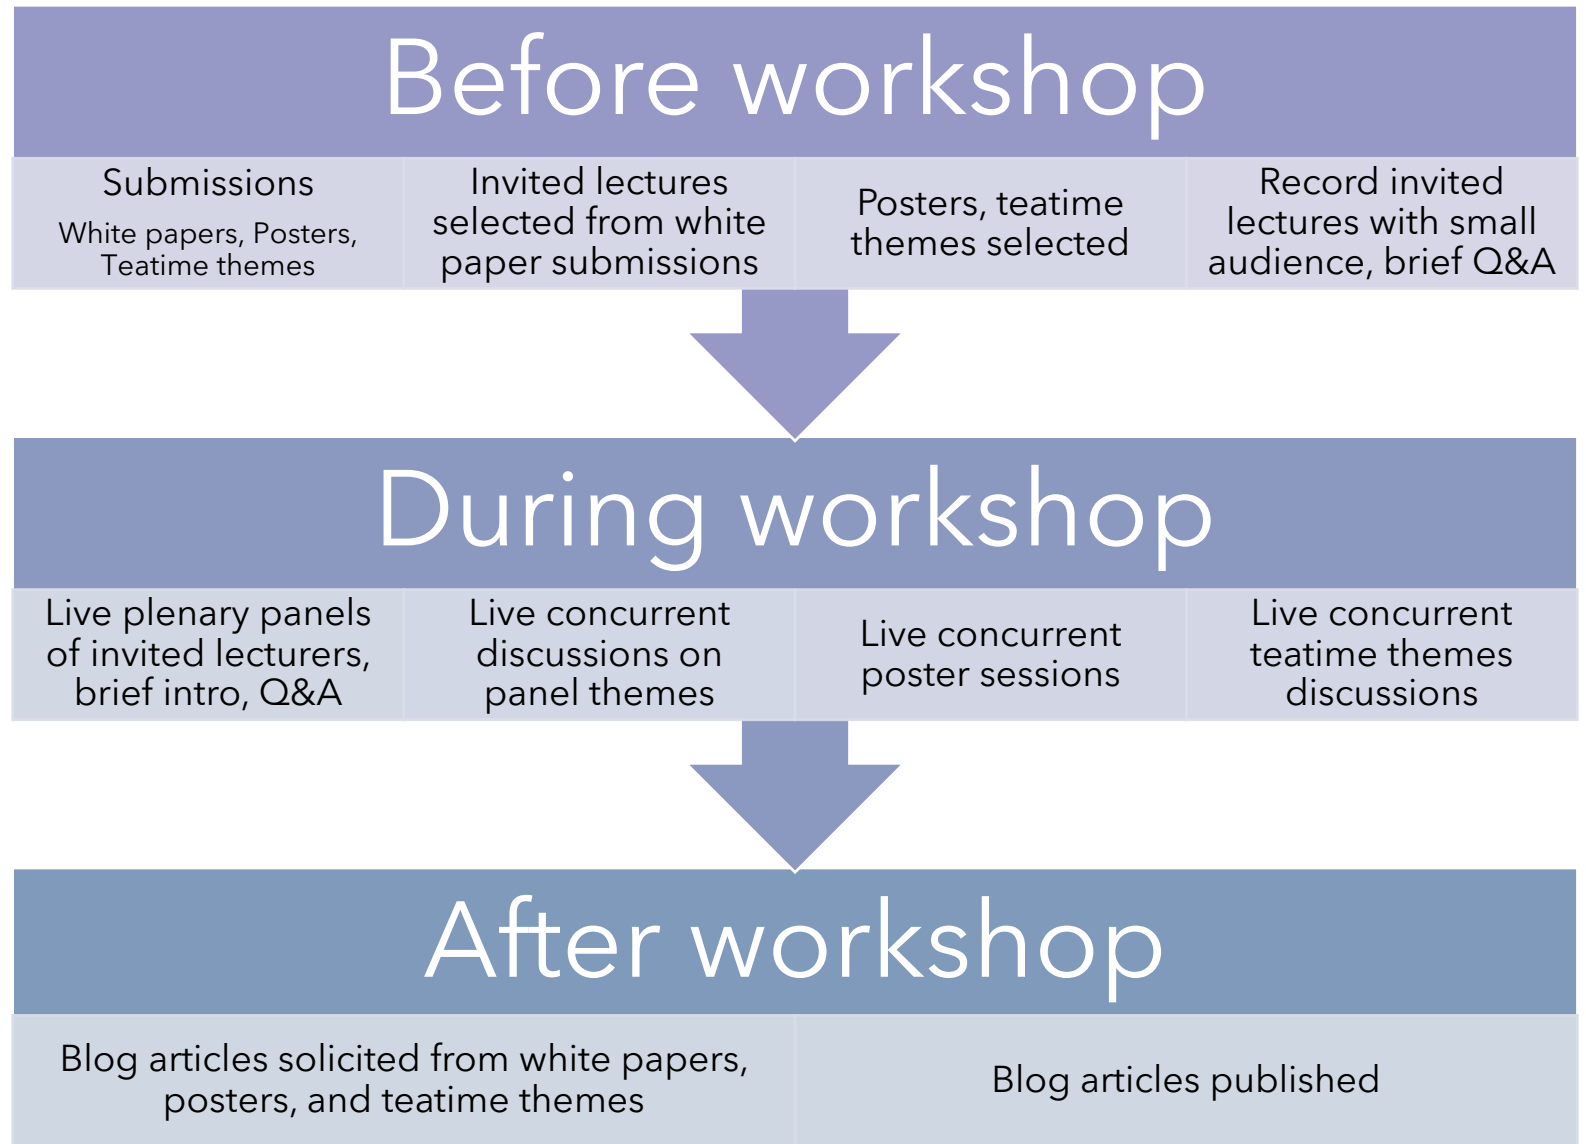 Before workshop
Submissions
White papers, Posters,
Teatime themes
Invited lectures
selected from white
paper submissions
Posters, teatime
themes selected
Record invited
lectures with small
audience, brief Q&A
During workshop
Live plenary panels
of invited lecturers,
brief intro, Q&A
Live concurrent
discussions on
panel themes
Live concurrent
poster sessions
Live concurrent
teatime themes
discussions
After workshop
Blog articles solicited from white papers,
posters, and teatime themes
Blog articles published